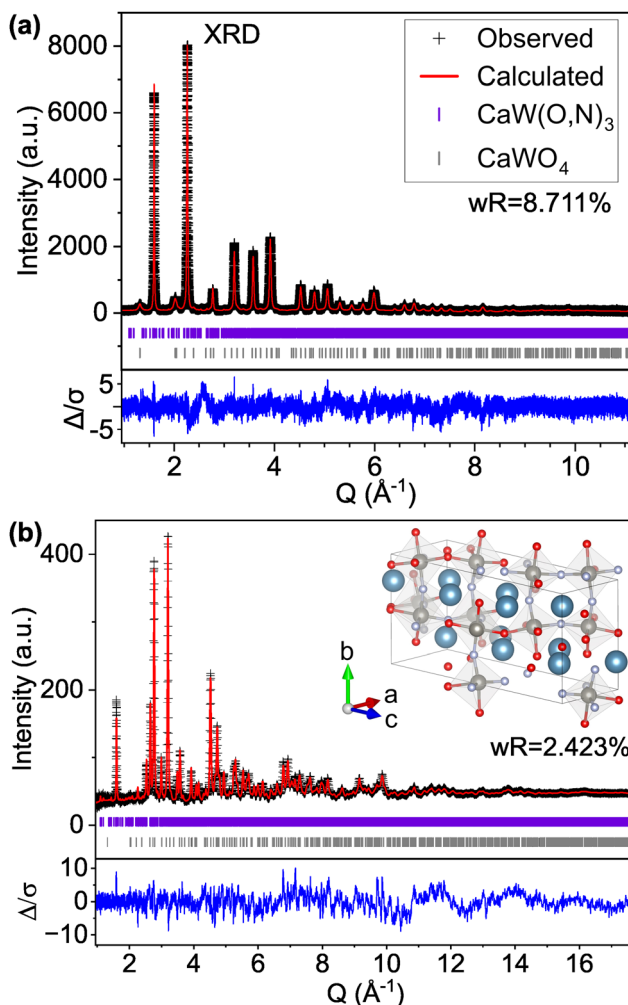 (a)
XRD
Observed
Calculated
CaW(O,N)₃
CaWO₄
wR=8.711%
Intensity (a.u.)
8000
6000
4000
2000
0
Δ/σ
5
-5
2 4 6 8 10
Q (Å⁻¹)
(b)
400
200
0
Intensity (a.u.)
b
a
c
wR=2.423%
Δ/σ
10
0
−10
2 4 6 8 10 12 14 16
Q (Å⁻¹)